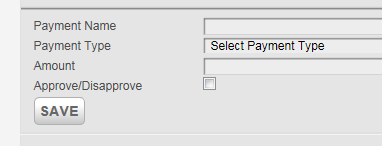 Payment Name
Payment Type Select Payment Type
Amount
Approve/Disapprove
SAVE